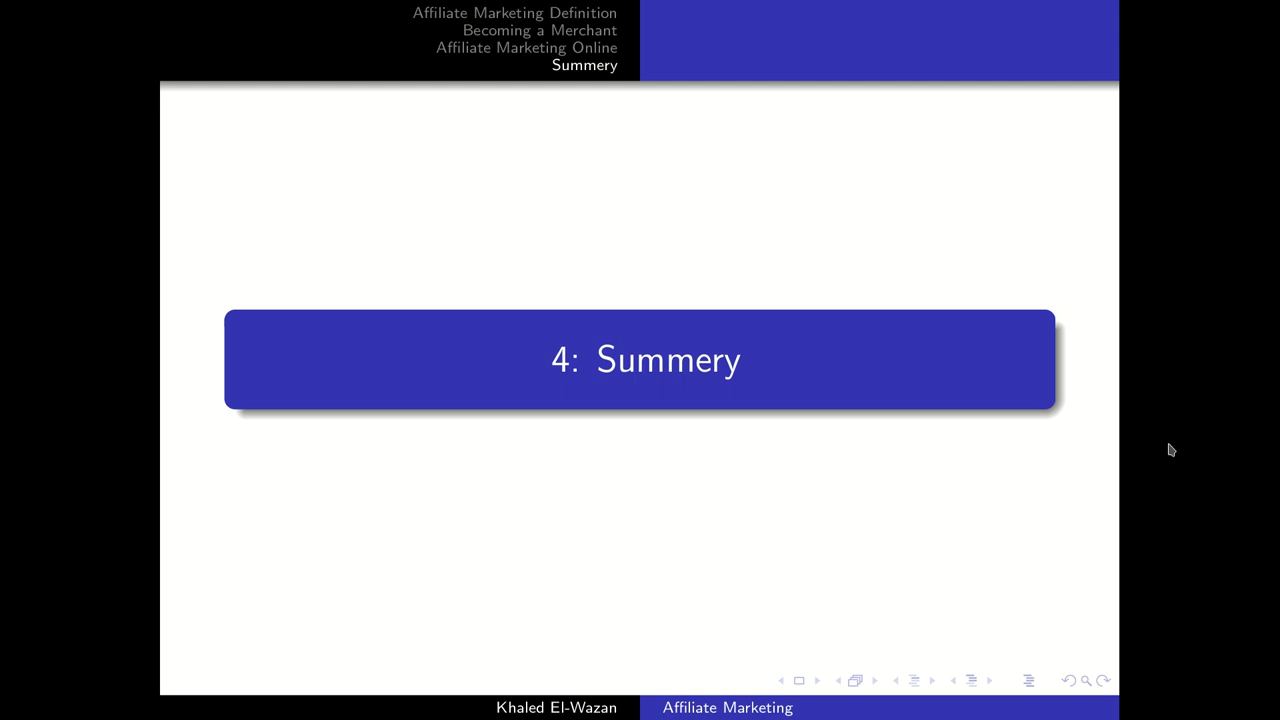 Affiliate Marketing Definition
Becoming a Merchant
Affiliate Marketing Online
Summery
4: Summery
Khaled El-Wazan
Affiliate Marketing